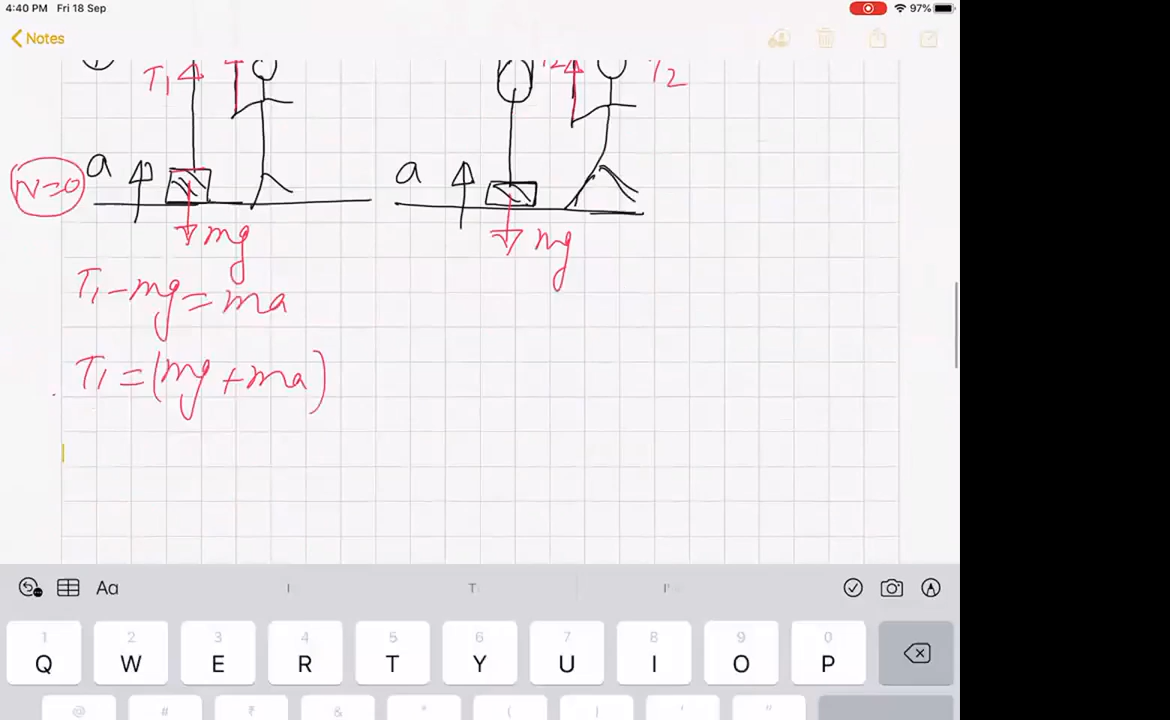 4:40 PM Fri 18 Sep
97%
Notes
T1
T2
a
a
N=0
mg
mg
T1-mg=ma
T1=(mg+ma)
Aa
I
T
I'
1 2 3 4 5 6 7 8 9 0
Q W E R T Y U I O P
@ # ₹ & * ( ) ' "